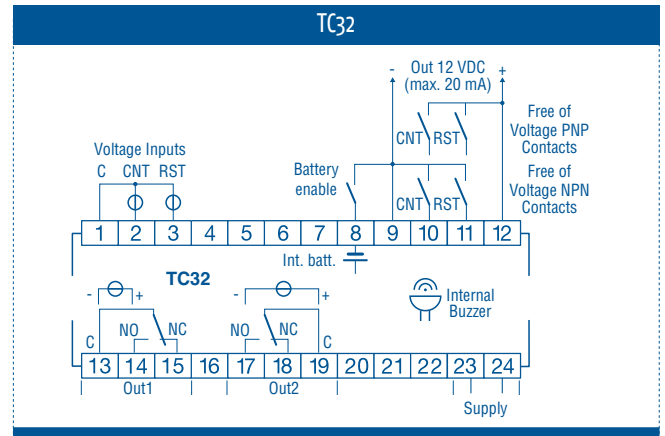 TC32
- Out 12 VDC +
(max. 20 mA)
Free of
Voltage PNP
Contacts
CNT RST
Voltage Inputs
C CNT RST
Battery
enable
Free of
Voltage NPN
Contacts
CNT RST
1 2 3 4 5 6 7 8 9 10 11 12
Int. batt.
TC32
- + - +
Internal
Buzzer
NO NC NO NC
C C
13 14 15 16 17 18 19 20 21 22 23 24
Out1 Out2
Supply